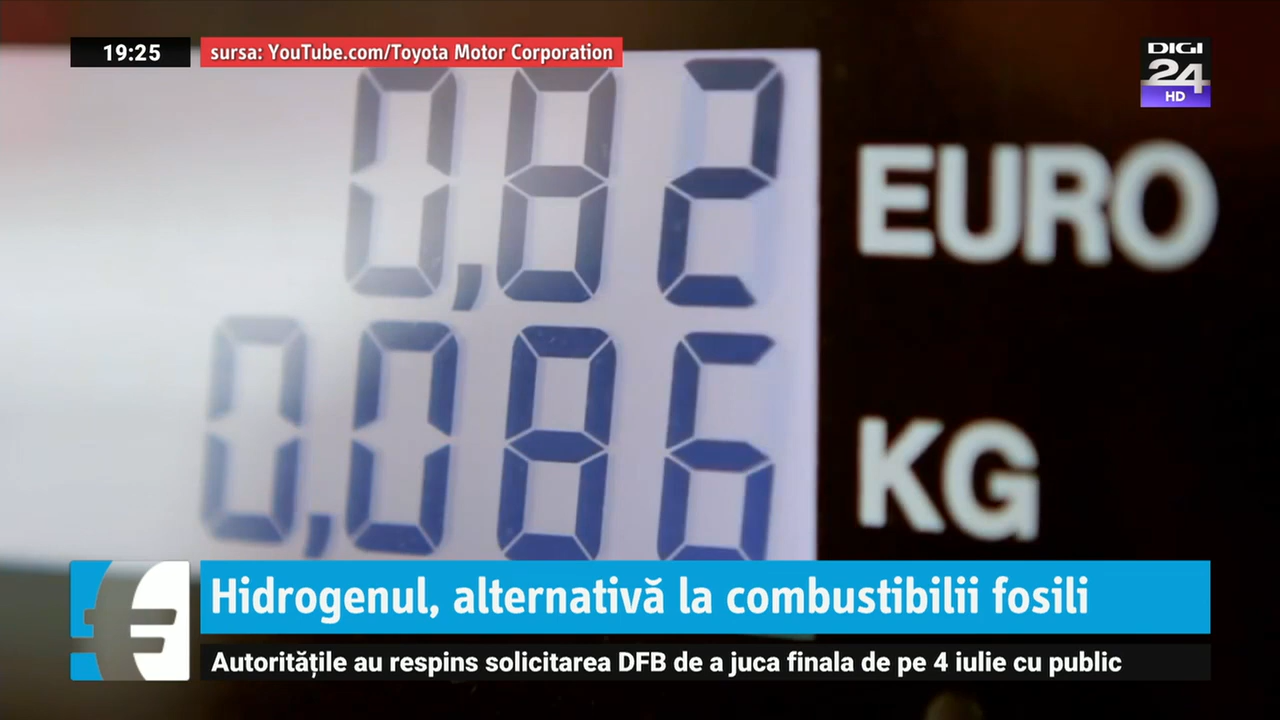 19:25
sursa: YouTube.com/Toyota Motor Corporation
DIGI
24
HD
0,82 EURO
0,086 KG
Hidrogenul, alternativă la combustibilii fosili
Autoritățile au respins solicitarea DFB de a juca finala de pe 4 iulie cu public